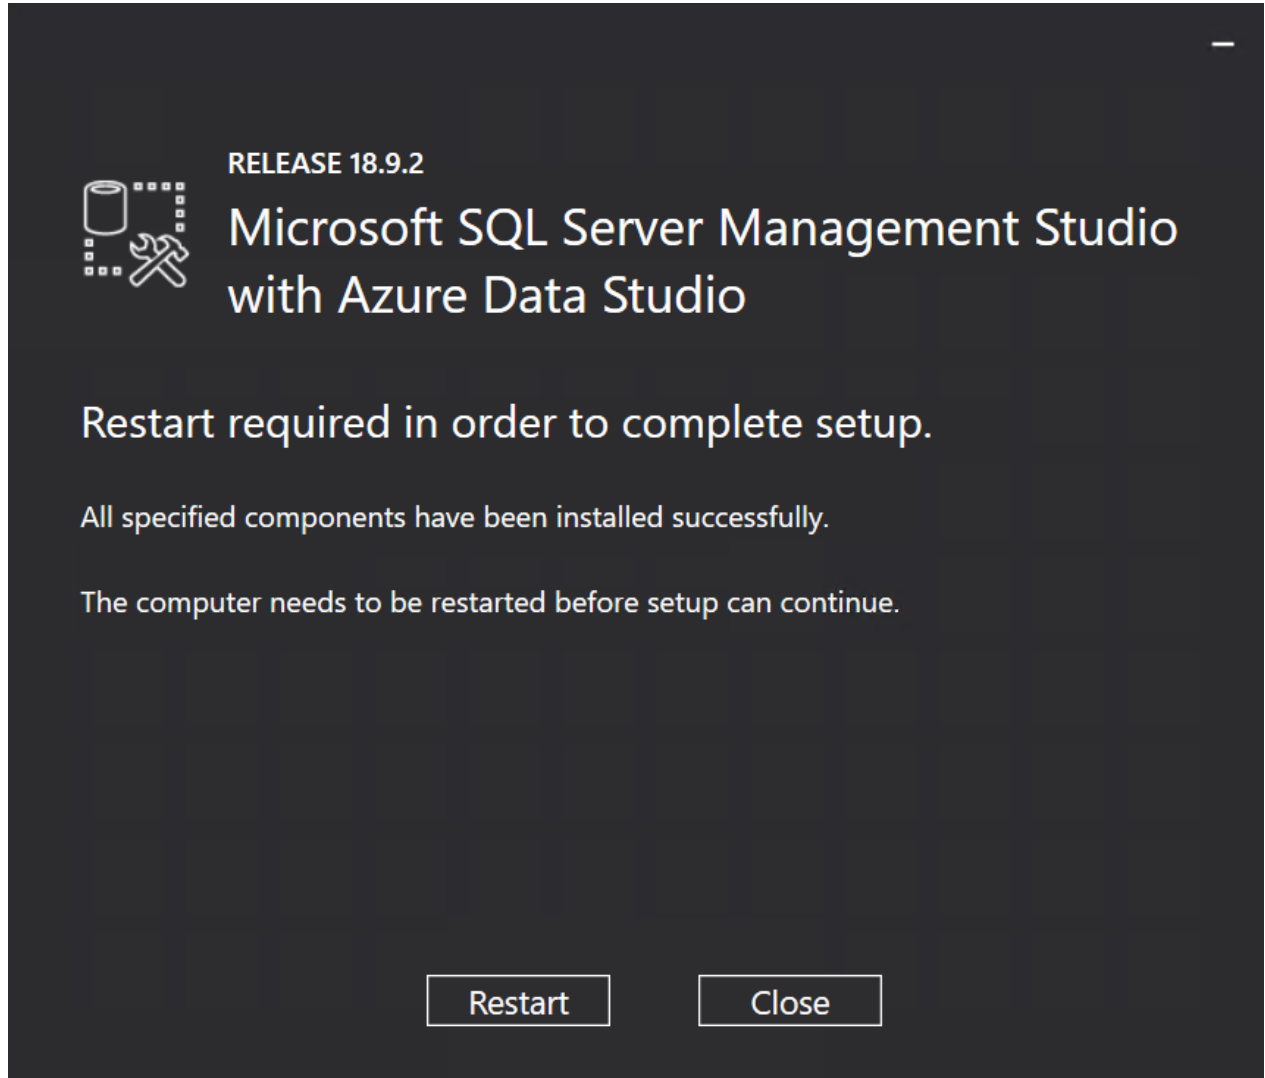 RELEASE 18.9.2
Microsoft SQL Server Management Studio
with Azure Data Studio
Restart required in order to complete setup.
All specified components have been installed successfully.
The computer needs to be restarted before setup can continue.
Restart
Close